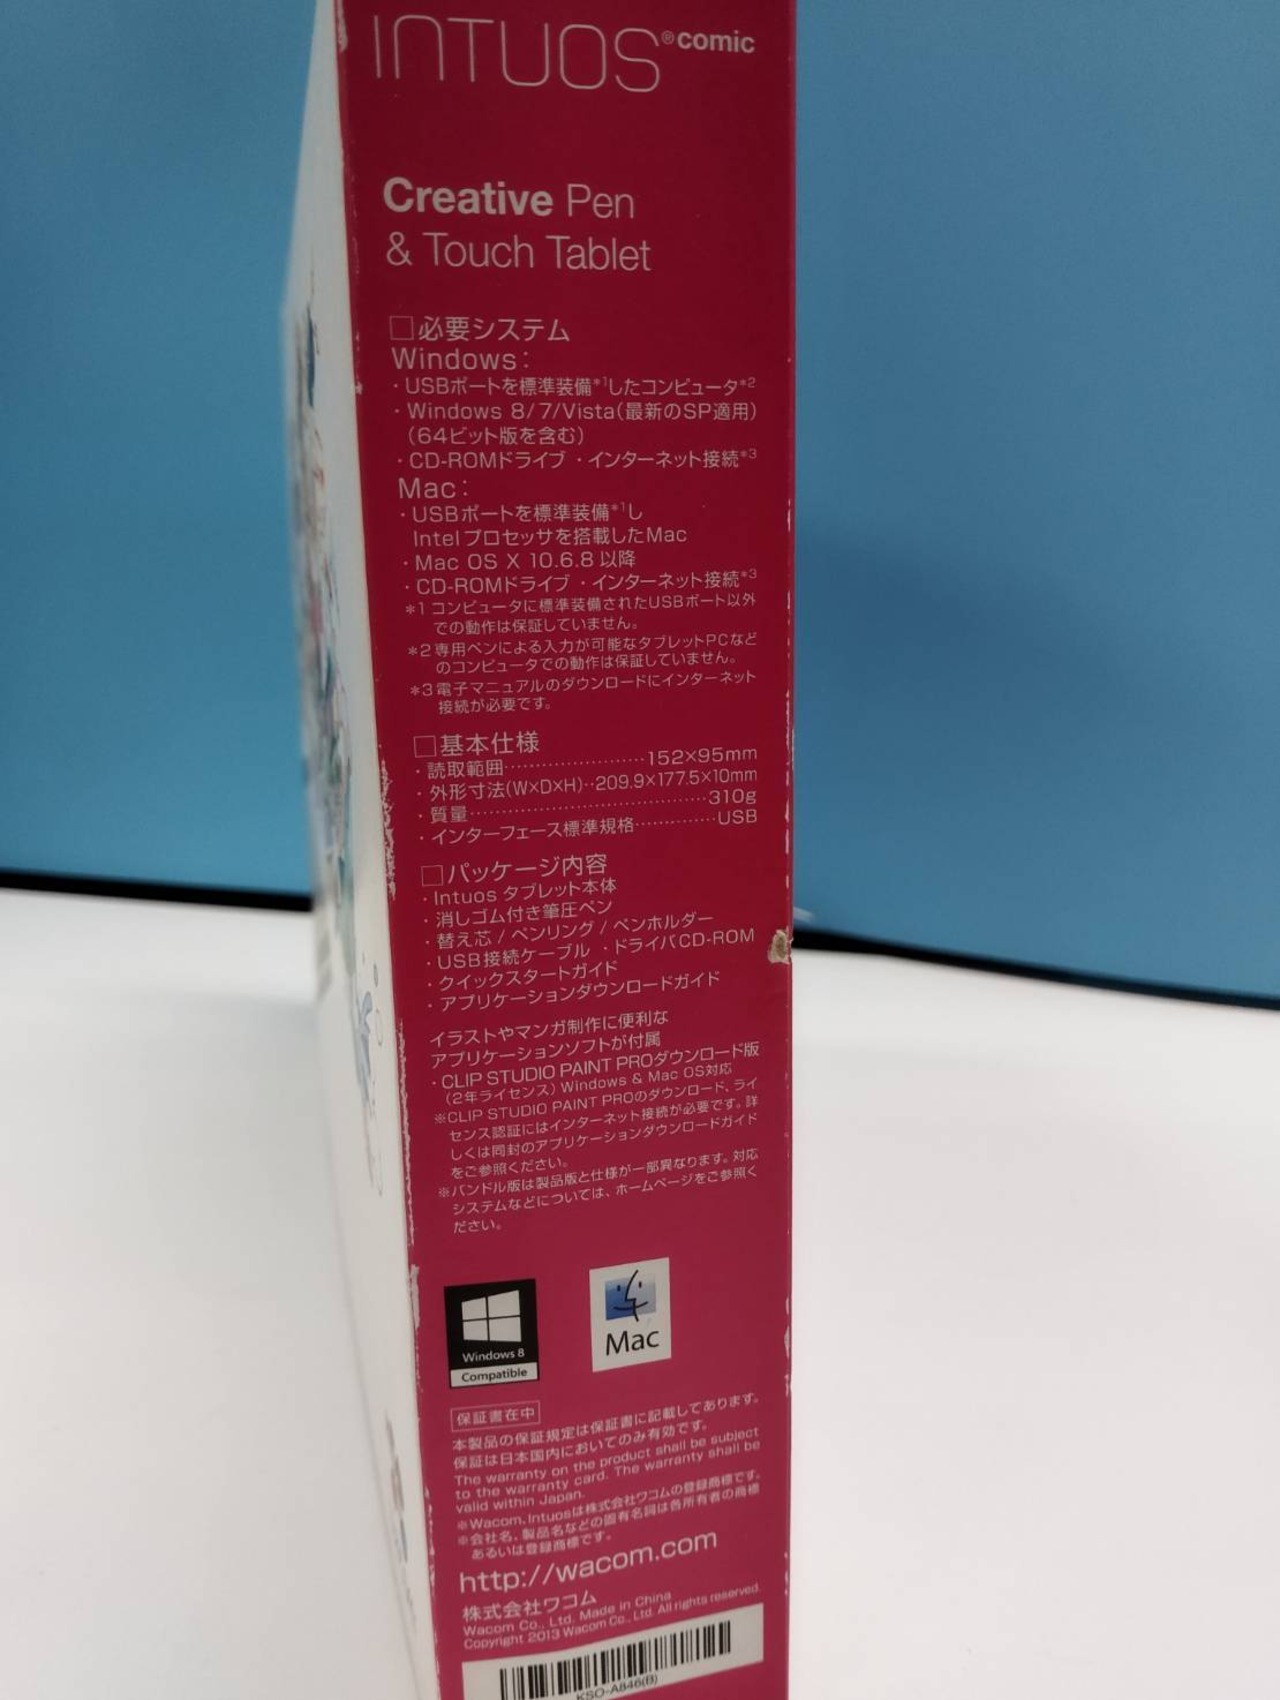 INTUOS® comic
Creative Pen
& Touch Tablet
□必要システム
Windows:
・USBポートを標準装備*1したコンピュータ*2
・Windows 8/7/Vista(最新のSP適用)
(64ビット版を含む)
・CD-ROMドライブ ・インターネット接続*3
Mac:
・USBポートを標準装備*1し
Intel プロセッサを搭載したMac
・Mac OS X 10.6.8 以降
・CD-ROMドライブ ・インターネット接続*3
*1 コンピュータに標準装備されたUSBポート以外
での動作は保証していません。
*2 専用ペンによる入力が可能なタブレットPCなど
のコンピュータでの動作は保証していません。
*3 電子マニュアルのダウンロードにインターネット
接続が必要です。
□基本仕様
・読取範囲……………………152×95mm
・外形寸法(W×D×H)‥209.9×177.5×10mm
・質量………………………………310g
・インターフェース標準規格…………USB
□パッケージ内容
・Intuos タブレット本体
・消しゴム付き筆圧ペン
・替え芯 / ペンリング / ペンホルダー
・USB接続ケーブル ・ドライバCD-ROM
・クイックスタートガイド
・アプリケーションダウンロードガイド
イラストやマンガ制作に便利な
アプリケーションソフトが付属
・CLIP STUDIO PAINT PROダウンロード版
(2年ライセンス) Windows & Mac OS対応
※CLIP STUDIO PAINT PROのダウンロード、ライ
センス認証にはインターネット接続が必要です。詳
しくは同封のアプリケーションダウンロードガイド
をご参照ください。
※バンドル版は製品版と仕様が一部異なります。対応
システムなどについては、ホームページをご参照く
ださい。
Windows 8
Compatible
Mac
保証書在中
本製品の保証規定は保証書に記載してあります。
保証は日本国内においてのみ有効です。
The warranty on the product shall be subject
to the warranty card. The warranty shall be
valid within Japan.
※Wacom、Intuosは株式会社ワコムの登録商標です。
※会社名、製品名などの固有名詞は各所有者の商標
あるいは登録商標です。
http://wacom.com
株式会社ワコム
Wacom Co., Ltd. Made in China
Copyright 2013 Wacom Co., Ltd. All rights reserved.
KSO-A846(B)